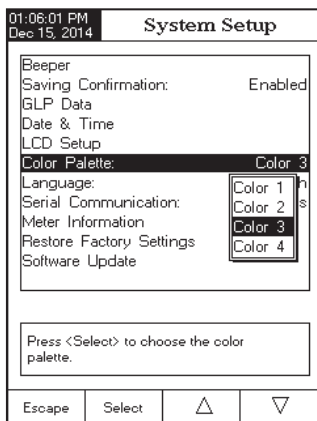 01:06:01 PM
Dec 15, 2014
System Setup
Beeper
Saving Confirmation: Enabled
GLP Data
Date & Time
LCD Setup
Color Palette: Color 3
Language: h
Serial Communication: s
Meter Information
Restore Factory Settings
Software Update
Color 1
Color 2
Color 3
Color 4
Press <Select> to choose the color
palette.
Escape Select